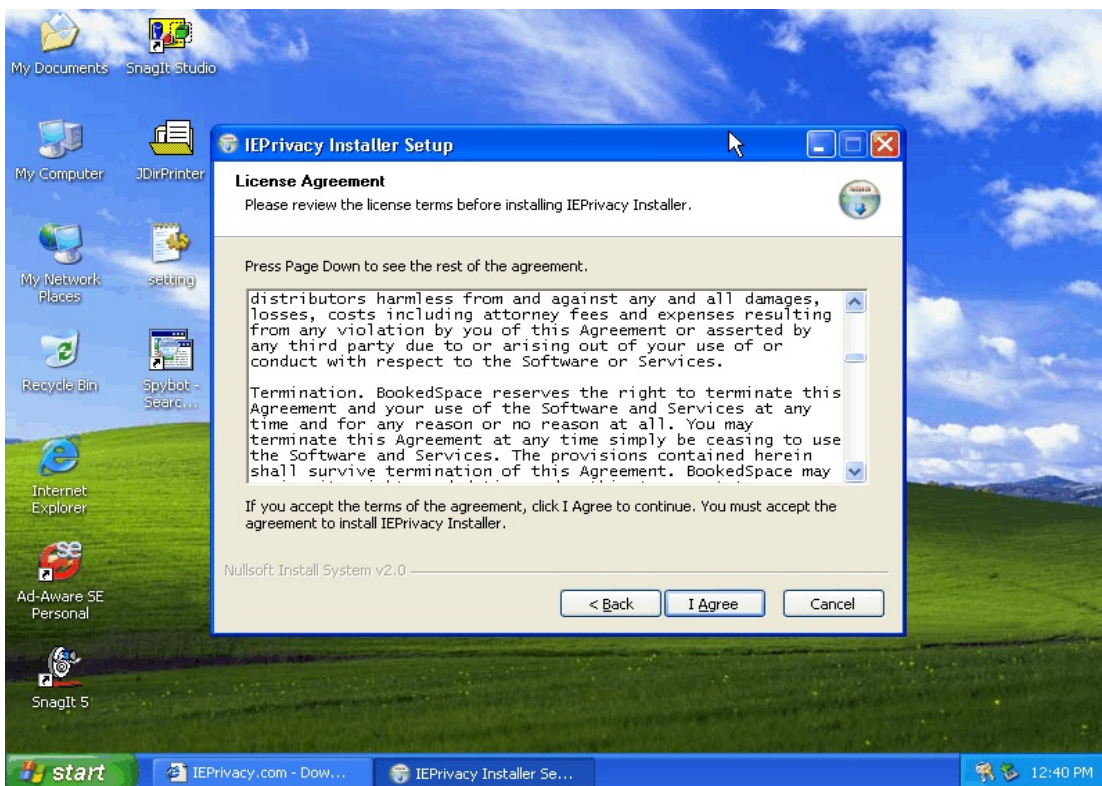 My Documents
SnagIt Studio
My Computer
JDirPrinter
My Network
Places
setting
Recycle Bin
Spybot -
Searc...
Internet
Explorer
Ad-Aware SE
Personal
SnagIt 5
IEPrivacy Installer Setup
License Agreement
Please review the license terms before installing IEPrivacy Installer.
Press Page Down to see the rest of the agreement.
distributors harmless from and against any and all damages,
losses, costs including attorney fees and expenses resulting
from any violation by you of this Agreement or asserted by
any third party due to or arising out of your use of or
conduct with respect to the Software or Services.
Termination. BookedSpace reserves the right to terminate this
Agreement and your use of the Software and Services at any
time and for any reason or no reason at all. You may
terminate this Agreement at any time simply be ceasing to use
the Software and Services. The provisions contained herein
shall survive termination of this Agreement. BookedSpace may
If you accept the terms of the agreement, click I Agree to continue. You must accept the
agreement to install IEPrivacy Installer.
Nullsoft Install System v2.0
< Back
I Agree
Cancel
start
IEPrivacy.com - Dow...
IEPrivacy Installer Se...
12:40 PM